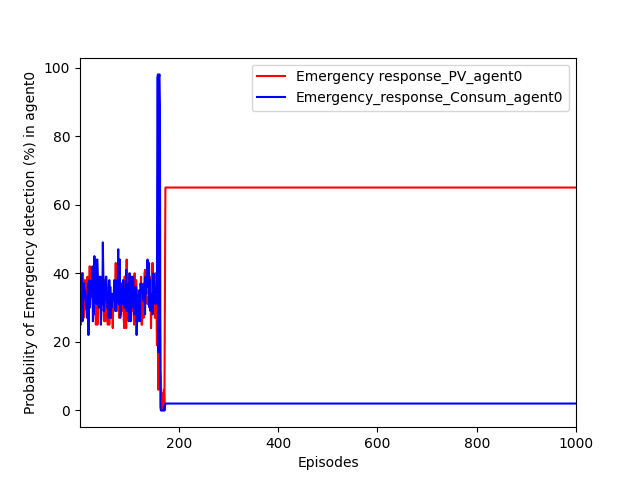 100
80
60
40
20
0
Probability of Emergency detection (%) in agent0
Emergency response_PV_agent0
Emergency_response_Consum_agent0
200
400
600
800
1000
Episodes